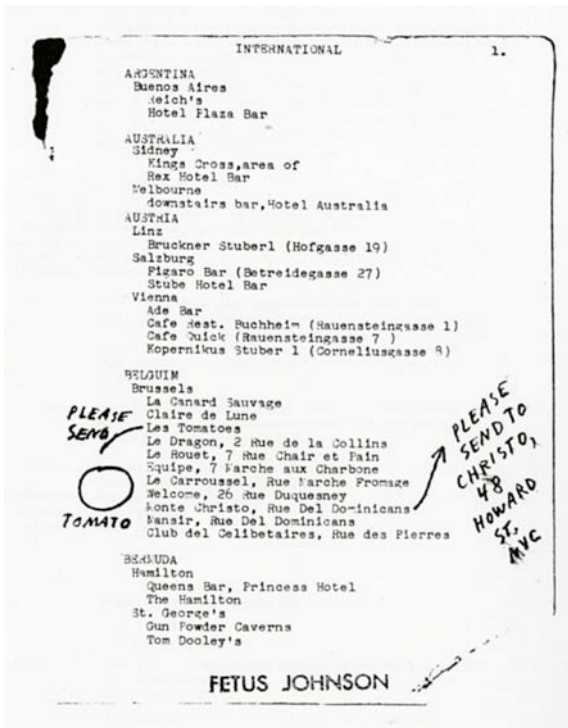 INTERNATIONAL 1.
ARGENTINA
Buenos Aires
Reich's
Hotel Plaza Bar
AUSTRALIA
Sidney
Kings Cross,area of
Rex Hotel Bar
Melbourne
downstairs bar,Hotel Australia
AUSTRIA
Linz
Bruckner Stuberl (Hofgasse 19)
Salzburg
Figaro Bar (Betreidegasse 27)
Stube Hotel Bar
Vienna
Ade Bar
Cafe Rest. Buchheim (Rauensteingasse 1)
Cafe Quick (Rauensteingasse 7 )
Kopernikus Stuber l (Corneliusgasse 8)
BELGUIM
Brussels
La Canard Sauvage
Claire de Lune
Les Tomatoes
Le Dragon, 2 Rue de la Collins
Le Rouet, 7 Rue Chair et Pain
Equipe, 7 Marche aux Charbone
Le Carroussel, Rue Marche Fromage
Welcome, 26 Rue Duquesney
Monte Christo, Rue Del Dominicans
Mansir, Rue Del Dominicans
Club del Celibetaires, Rue des Pierres
PLEASE
SEND
TOMATO
PLEASE
SEND TO
CHRISTO,
48
HOWARD
ST,
NYC
BERMUDA
Hamilton
Queens Bar, Princess Hotel
The Hamilton
St. George's
Gun Powder Caverns
Tom Dooley's
FETUS JOHNSON